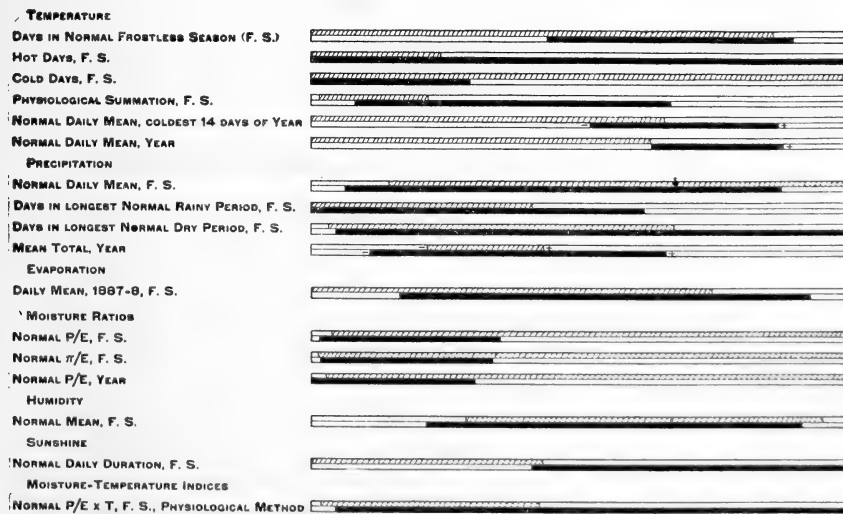 TEMPERATURE
DAYS IN NORMAL FROSTLESS SEASON (F. S.)
HOT DAYS, F. S.
COLD DAYS, F. S.
PHYSIOLOGICAL SUMMATION, F. S.
NORMAL DAILY MEAN, COLDEST 14 DAYS OF YEAR
NORMAL DAILY MEAN, YEAR
PRECIPITATION
NORMAL DAILY MEAN, F. S.
DAYS IN LONGEST NORMAL RAINY PERIOD, F. S.
DAYS IN LONGEST NORMAL DRY PERIOD, F. S.
MEAN TOTAL, YEAR
EVAPORATION
DAILY MEAN, 1887-8, F. S.
MOISTURE RATIOS
NORMAL P/E, F. S.
NORMAL π/E, F. S.
NORMAL P/E, YEAR
HUMIDITY
NORMAL MEAN, F. S.
SUNSHINE
NORMAL DAILY DURATION, F. S.
MOISTURE-TEMPERATURE INDICES
NORMAL P/E x T, F. S., PHYSIOLOGICAL METHOD